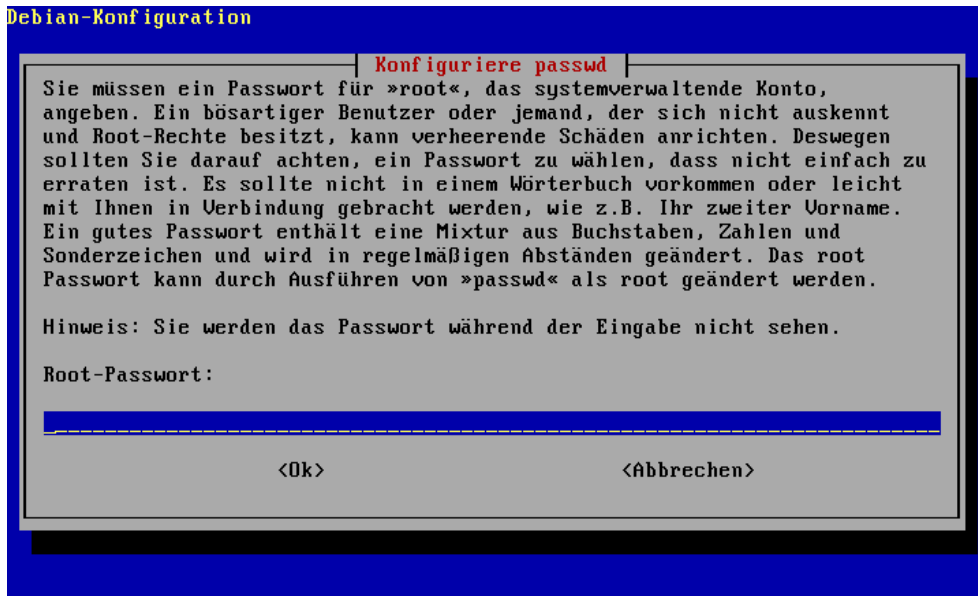 Debian-Konfiguration
Konfiguriere passwd
Sie müssen ein Passwort für »root«, das systemverwaltende Konto,
angeben. Ein bösartiger Benutzer oder jemand, der sich nicht auskennt
und Root-Rechte besitzt, kann verheerende Schäden anrichten. Deswegen
sollten Sie darauf achten, ein Passwort zu wählen, dass nicht einfach zu
erraten ist. Es sollte nicht in einem Wörterbuch vorkommen oder leicht
mit Ihnen in Verbindung gebracht werden, wie z.B. Ihr zweiter Vorname.
Ein gutes Passwort enthält eine Mixtur aus Buchstaben, Zahlen und
Sonderzeichen und wird in regelmäßigen Abständen geändert. Das root
Passwort kann durch Ausführen von »passwd« als root geändert werden.
Hinweis: Sie werden das Passwort während der Eingabe nicht sehen.
Root-Passwort:
<Ok> <Abbrechen>